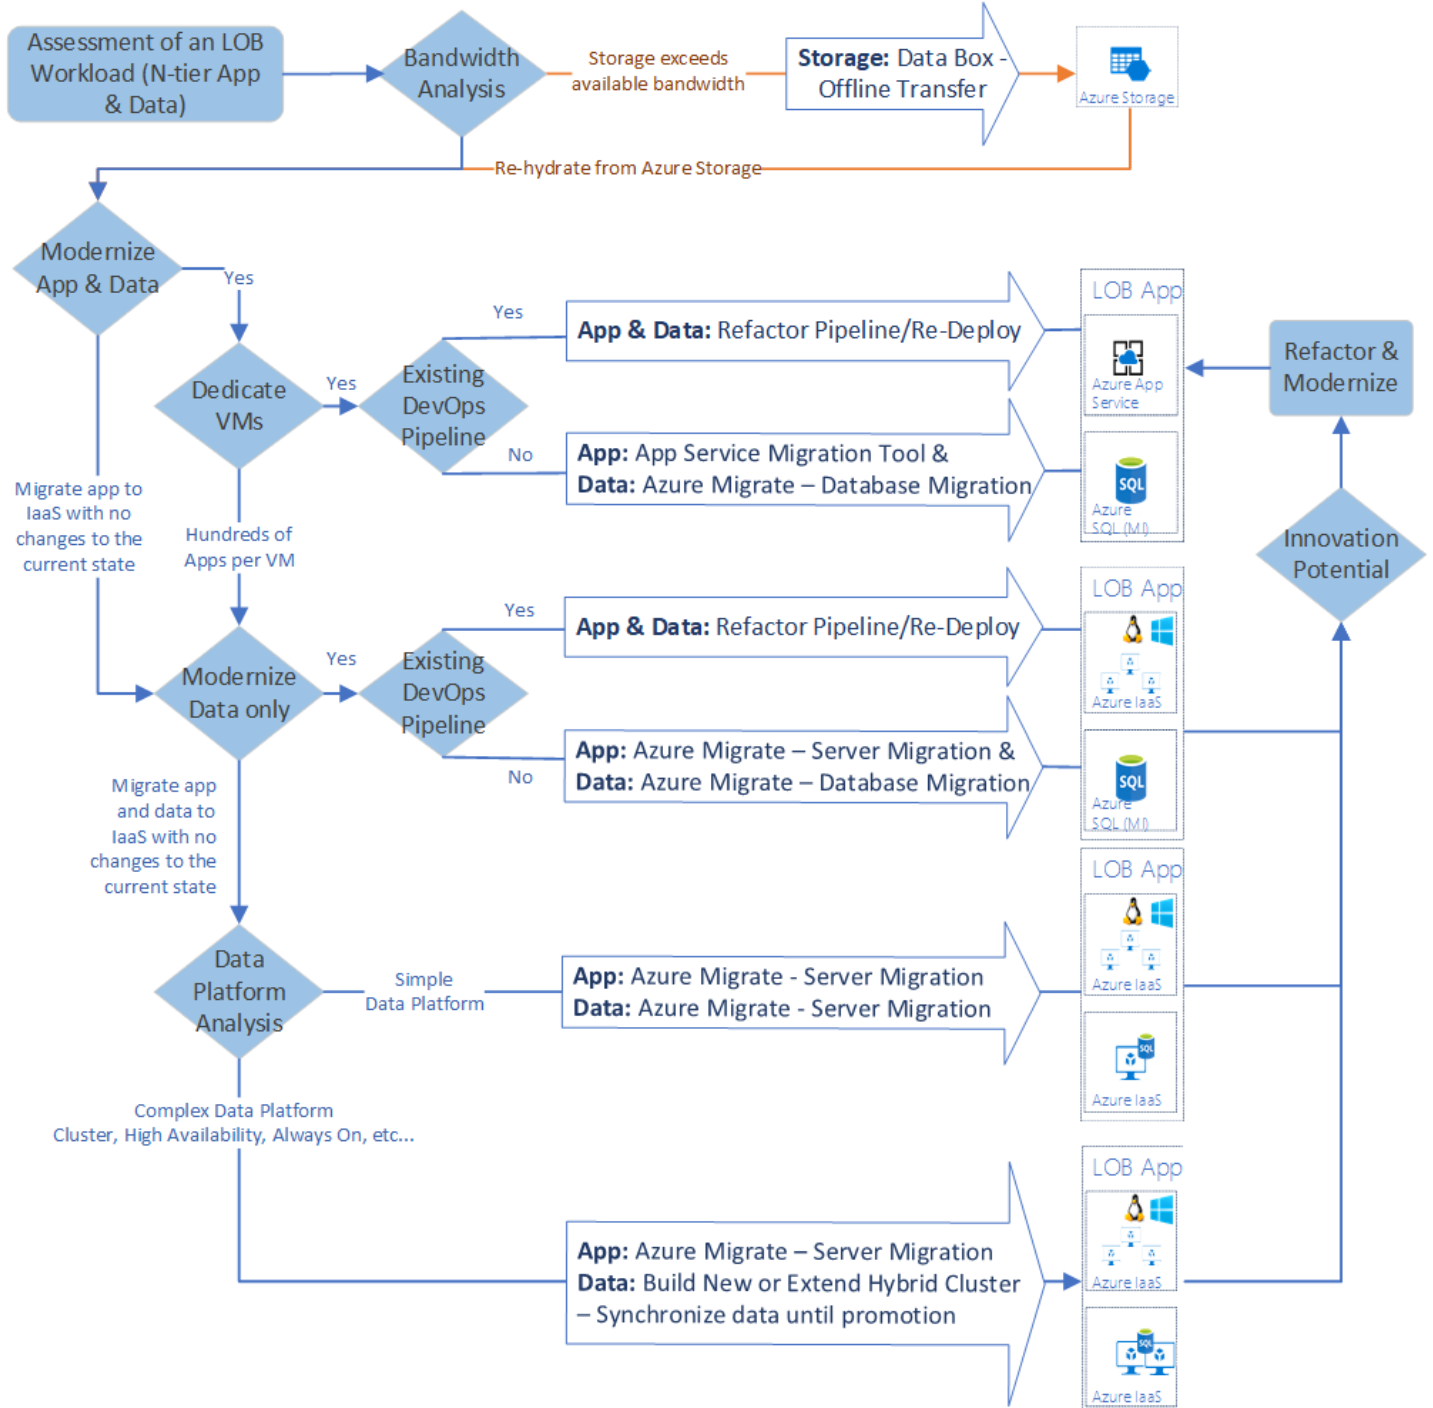 Assessment of an LOB
Workload (N-tier App
& Data)
Bandwidth
Analysis
Storage exceeds
available bandwidth
Storage: Data Box -
Offline Transfer
Azure Storage
Re-hydrate from Azure Storage
Modernize
App & Data
Yes
Dedicate
VMs
Yes
Existing
DevOps
Pipeline
Yes
App & Data: Refactor Pipeline/Re-Deploy
No
App: App Service Migration Tool &
Data: Azure Migrate – Database Migration
LOB App
Azure App
Service
SQL
Azure
SQL (MI)
Refactor &
Modernize
Innovation
Potential
Migrate app to
IaaS with no
changes to the
current state
Hundreds of
Apps per VM
Modernize
Data only
Yes
Existing
DevOps
Pipeline
Yes
App & Data: Refactor Pipeline/Re-Deploy
No
App: Azure Migrate – Server Migration &
Data: Azure Migrate – Database Migration
LOB App
Azure IaaS
SQL
Azure
SQL (MI)
Migrate app
and data to
IaaS with no
changes to the
current state
Data
Platform
Analysis
Simple
Data Platform
App: Azure Migrate - Server Migration
Data: Azure Migrate - Server Migration
LOB App
Azure IaaS
SQL
Azure IaaS
Complex Data Platform
Cluster, High Availability, Always On, etc...
App: Azure Migrate – Server Migration
Data: Build New or Extend Hybrid Cluster
– Synchronize data until promotion
LOB App
Azure IaaS
SQL
Azure IaaS